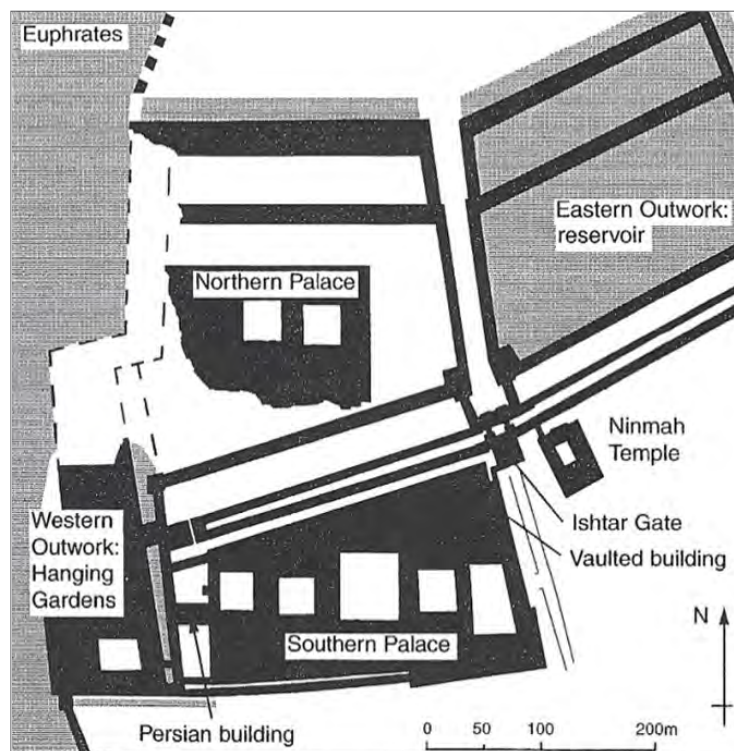 Euphrates
Eastern Outwork:
reservoir
Northern Palace
Ninmah
Temple
Ishtar Gate
Western
Outwork:
Hanging
Gardens
Vaulted building
N
Southern Palace
Persian building
0 50 100 200m